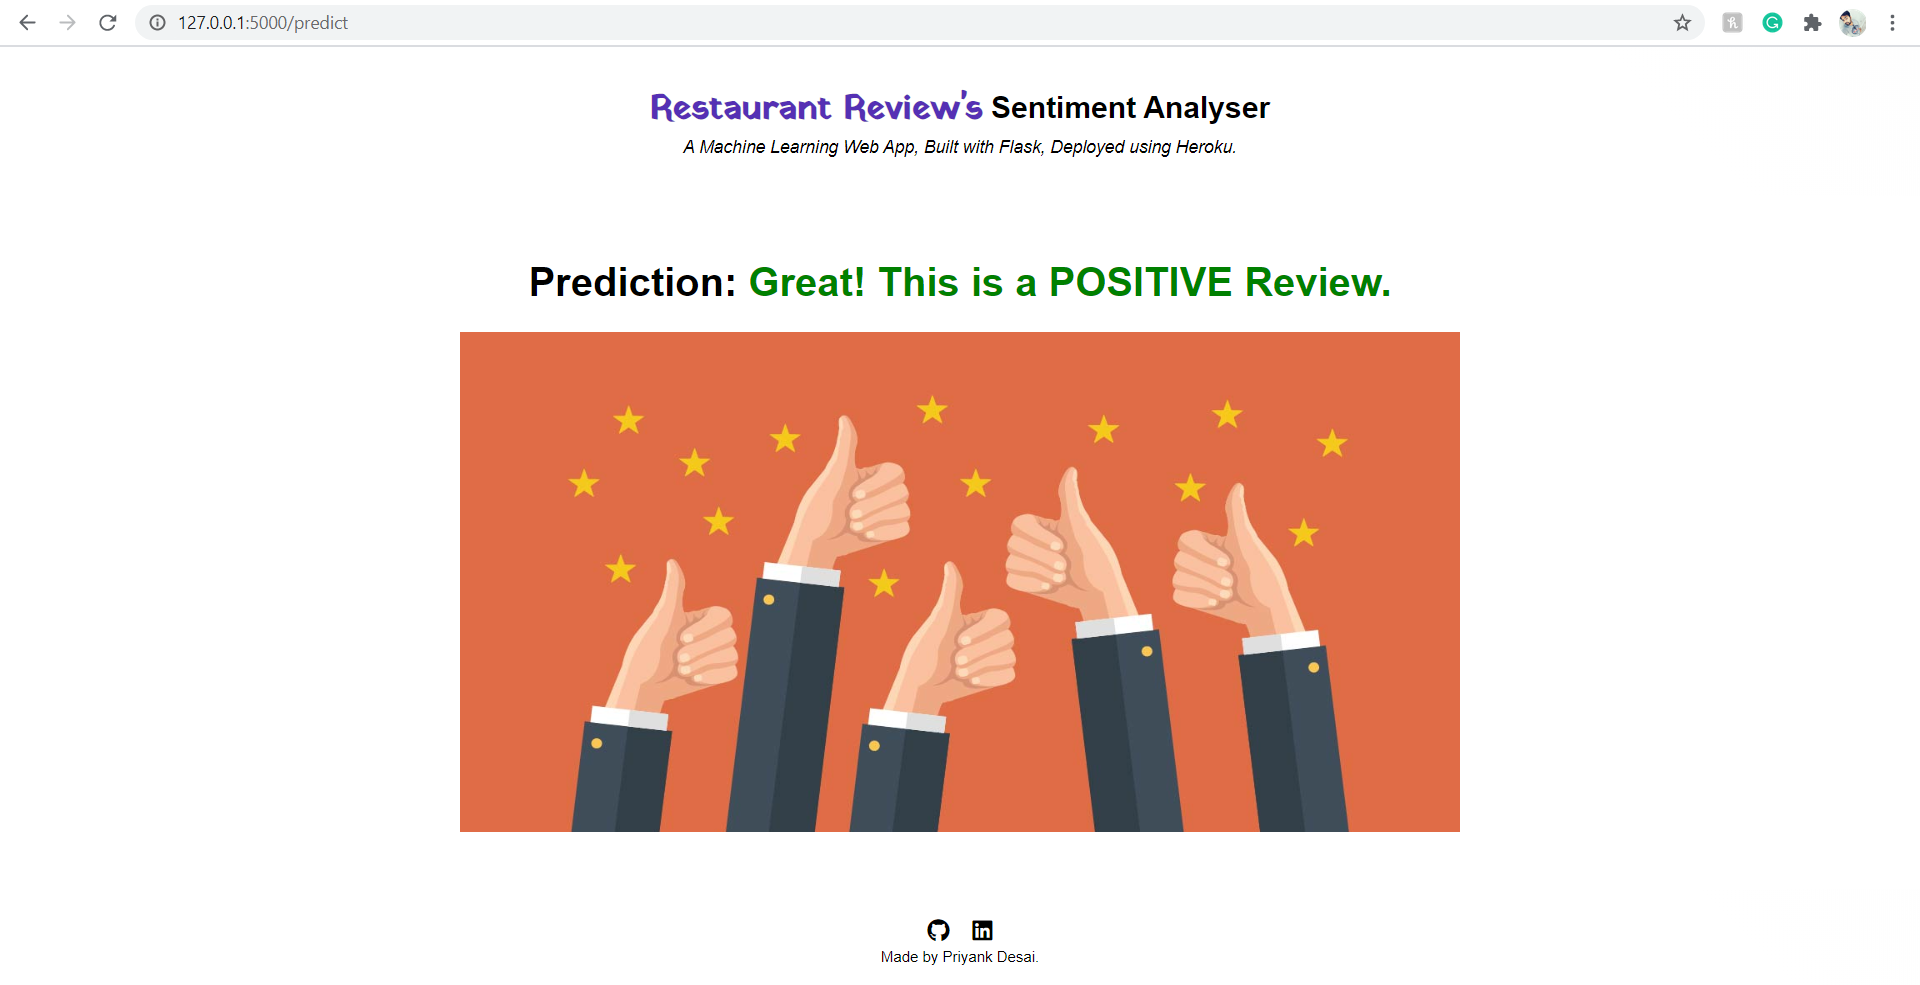 127.0.0.1:5000/predict
Restaurant Review's Sentiment Analyser
A Machine Learning Web App, Built with Flask, Deployed using Heroku.
Prediction: Great! This is a POSITIVE Review.
in
Made by Priyank Desai.